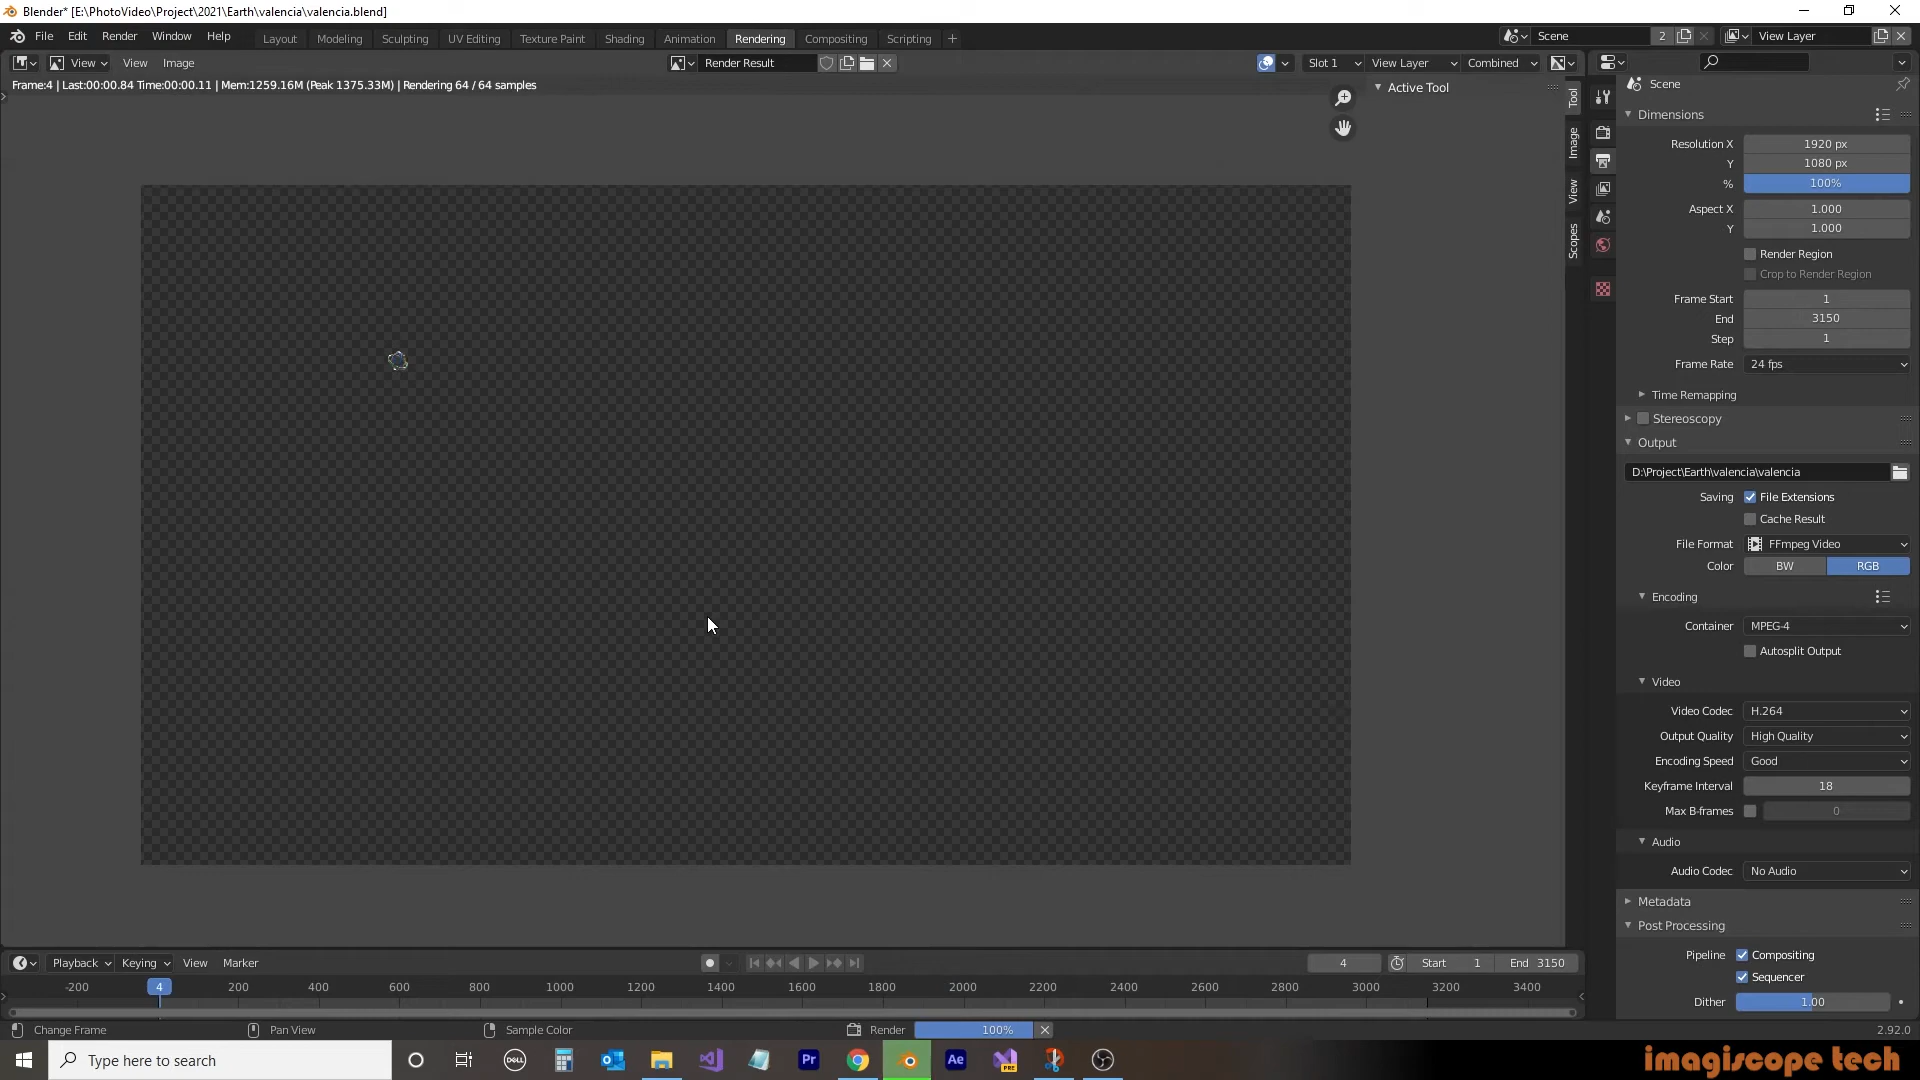 Blender* [E:\PhotoVideo\Project\2021\Earth\valencia\valencia.blend]
File Edit Render Window Help Layout Modeling Sculpting UV Editing Texture Paint Shading Animation Rendering Compositing Scripting Scene 2 View Layer
View View Image Render Result Slot 1 View Layer Combined
Frame:4 | Last:00:00.84 Time:00:00.11 | Mem:1259.16M (Peak 1375.33M) | Rendering 64 / 64 samples
Active Tool
Tool
Image
View
Scopes
Scene
Dimensions
Resolution X 1920 px
Y 1080 px
% 100%
Aspect X 1.000
Y 1.000
Render Region
Crop to Render Region
Frame Start 1
End 3150
Step 1
Frame Rate 24 fps
Time Remapping
Stereoscopy
Output
D:\Project\Earth\valencia\valencia
Saving File Extensions
Cache Result
File Format FFmpeg Video
Color BW RGB
Encoding
Container MPEG-4
Autosplit Output
Video
Video Codec H.264
Output Quality High Quality
Encoding Speed Good
Keyframe Interval 18
Max B-frames 0
Audio
Audio Codec No Audio
Metadata
Post Processing
Pipeline Compositing
Sequencer
Dither 1.00
Playback Keying View Marker 4 Start 1 End 3150
-200 4 200 400 600 800 1000 1200 1400 1600 1800 2000 2200 2400 2600 2800 3000 3200 3400
Change Frame Pan View Sample Color Render 100% 2.92.0
Type here to search
DELL
Pr
Ae
PRE
imagiscope tech